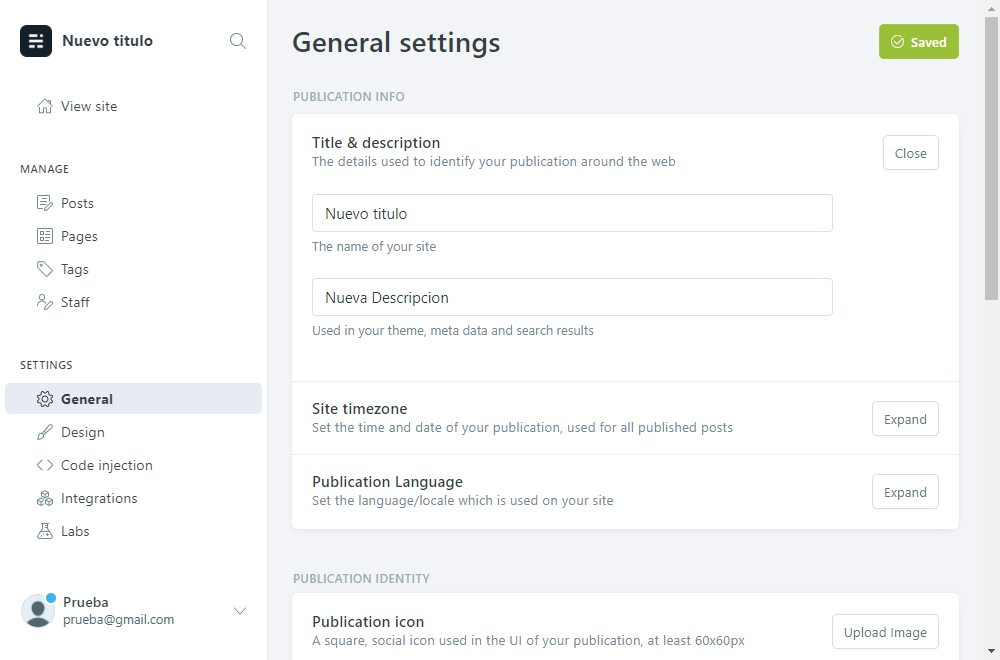 Nuevo titulo
View site
MANAGE
Posts
Pages
Tags
Staff
SETTINGS
General
Design
Code injection
Integrations
Labs
Prueba
prueba@gmail.com
General settings
Saved
PUBLICATION INFO
Title & description
The details used to identify your publication around the web
Close
Nuevo titulo
The name of your site
Nueva Descripcion
Used in your theme, meta data and search results
Site timezone
Set the time and date of your publication, used for all published posts
Expand
Publication Language
Set the language/locale which is used on your site
Expand
PUBLICATION IDENTITY
Publication icon
A square, social icon used in the UI of your publication, at least 60x60px
Upload Image